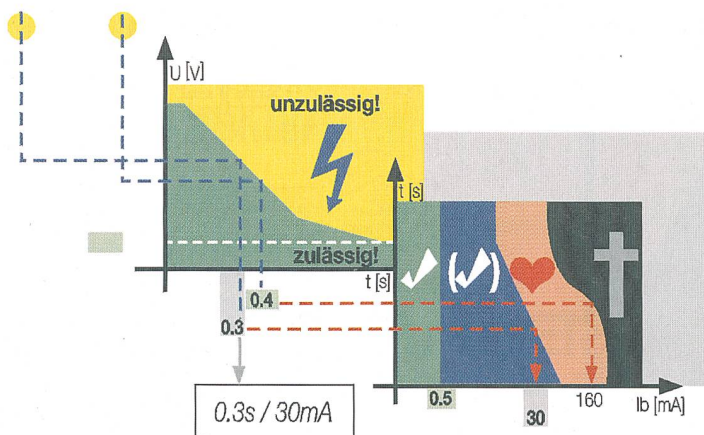 U [V]
unzulässig!
t [s]
zulässig!
t [s]
0.4
0.3
0.5
30
160
Ib [mA]
0.3s / 30mA